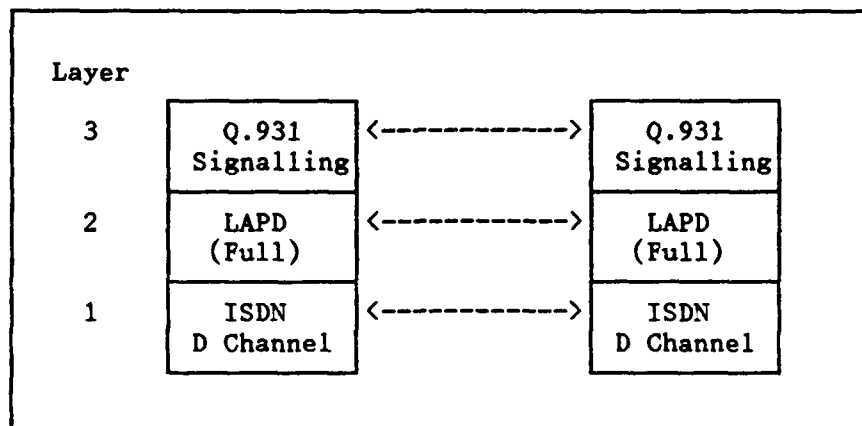 Layer
3 Q.931 <------------> Q.931
Signalling Signalling
2 LAPD <------------> LAPD
(Full) (Full)
1 ISDN <------------> ISDN
D Channel D Channel